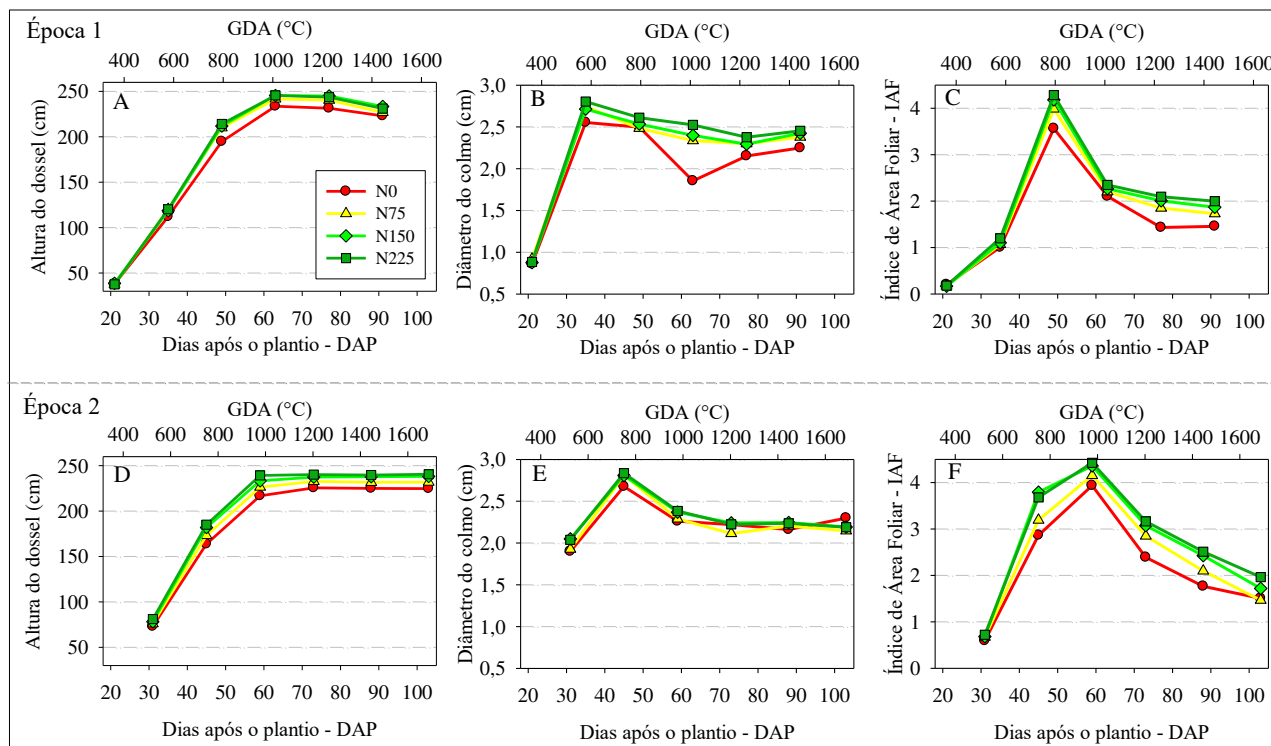 Época 1
GDA (°C)
400 600 800 1000 1200 1400 1600
A
Altura do dossel (cm)
250
200
150
100
50
N0
N75
N150
N225
20 30 40 50 60 70 80 90 100
Dias após o plantio - DAP
GDA (°C)
400 600 800 1000 1200 1400 1600
B
Diâmetro do colmo (cm)
3,0
2,5
2,0
1,5
1,0
0,5
20 30 40 50 60 70 80 90 100
Dias após o plantio - DAP
GDA (°C)
400 600 800 1000 1200 1400 1600
C
Índice de Área Foliar - IAF
4
3
2
1
0
20 30 40 50 60 70 80 90 100
Dias após o plantio - DAP
Época 2
GDA (°C)
400 600 800 1000 1200 1400 1600
D
Altura do dossel (cm)
250
200
150
100
50
20 30 40 50 60 70 80 90 100
Dias após o plantio - DAP
GDA (°C)
400 600 800 1000 1200 1400 1600
E
Diâmetro do colmo (cm)
3,0
2,5
2,0
1,5
1,0
0,5
20 30 40 50 60 70 80 90 100
Dias após o plantio - DAP
GDA (°C)
400 600 800 1000 1200 1400 1600
F
Índice de Área Foliar - IAF
4
3
2
1
0
20 30 40 50 60 70 80 90 100
Dias após o plantio - DAP